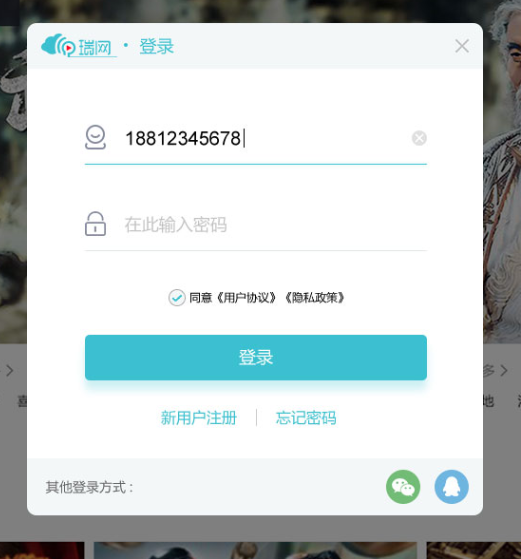 瑞网 · 登录
18812345678
在此输入密码
同意《用户协议》《隐私政策》
登录
新用户注册 | 忘记密码
其他登录方式：
多 >
喜
地